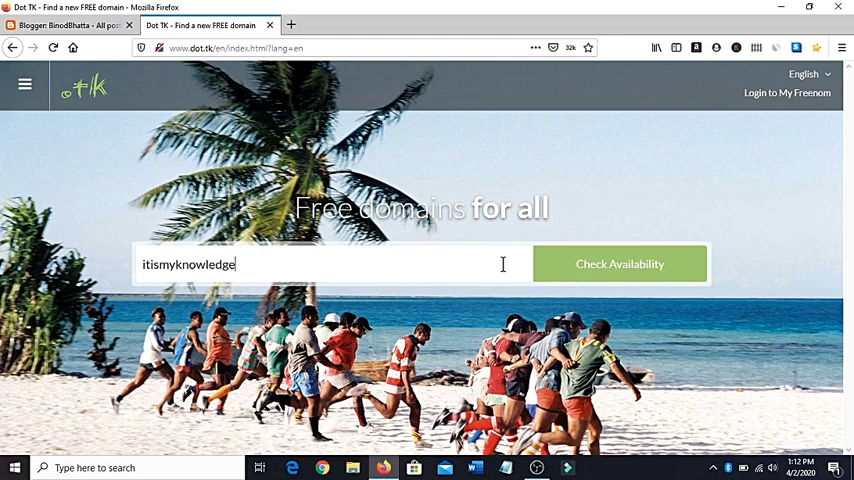 Dot TK - Find a new FREE domain - Mozilla Firefox
Blogger: BinodBhatta - All post
Dot TK - Find a new FREE domain
www.dot.tk/en/index.html?lang=en
32k
.TK
English
Login to My Freenom
Free domains for all
itismyknowledge
Check Availability
Type here to search
1:12 PM
4/2/2020